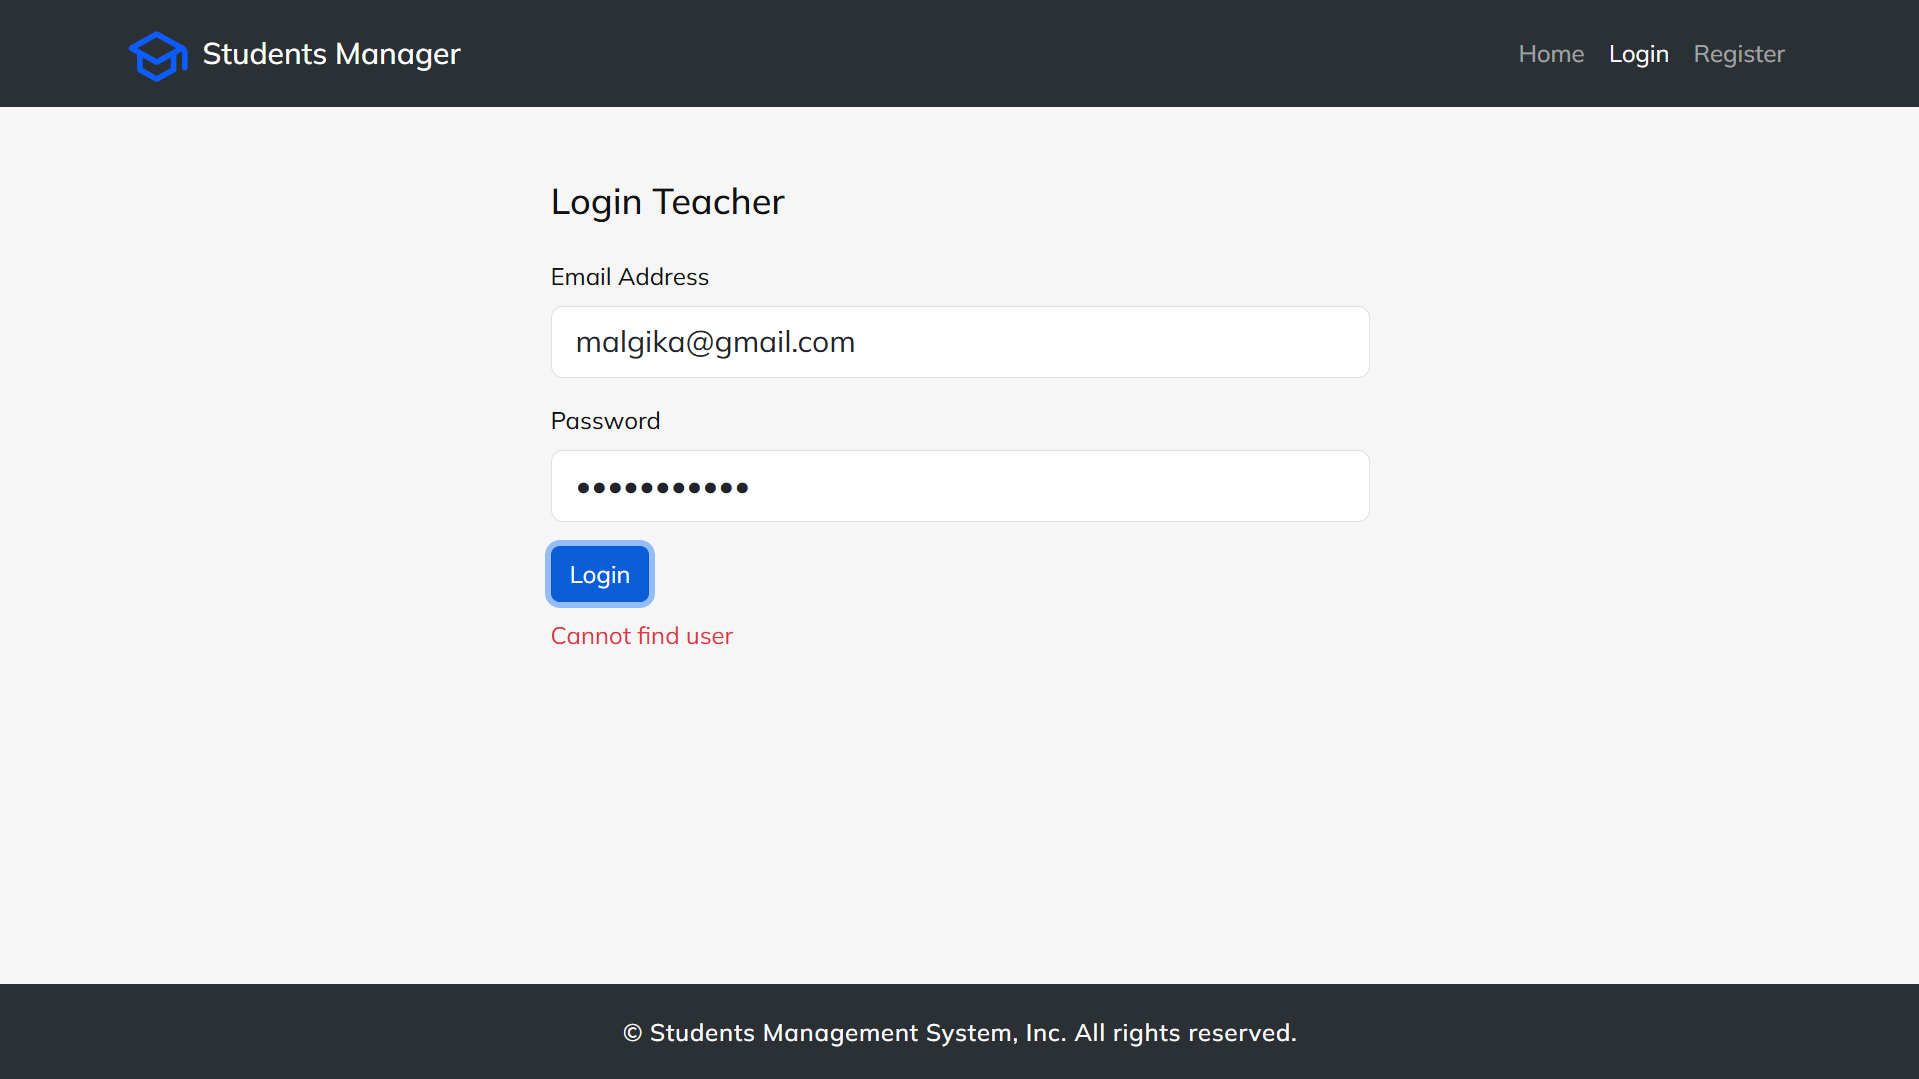 Students Manager
Home Login Register
Login Teacher
Email Address
malgika@gmail.com
Password
•••••••••••
Login
Cannot find user
© Students Management System, Inc. All rights reserved.